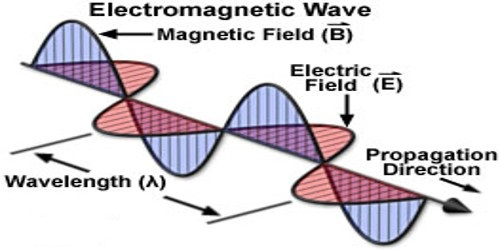 Electromagnetic Wave
Magnetic Field (B⃗)
Electric
Field (E⃗)
Propagation
Direction
Wavelength (λ)